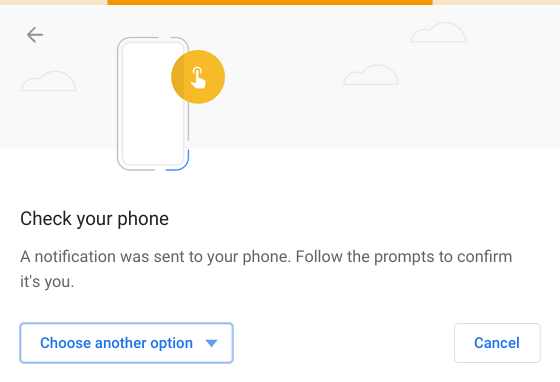 Check your phone
A notification was sent to your phone. Follow the prompts to confirm
it's you.
Choose another option
Cancel